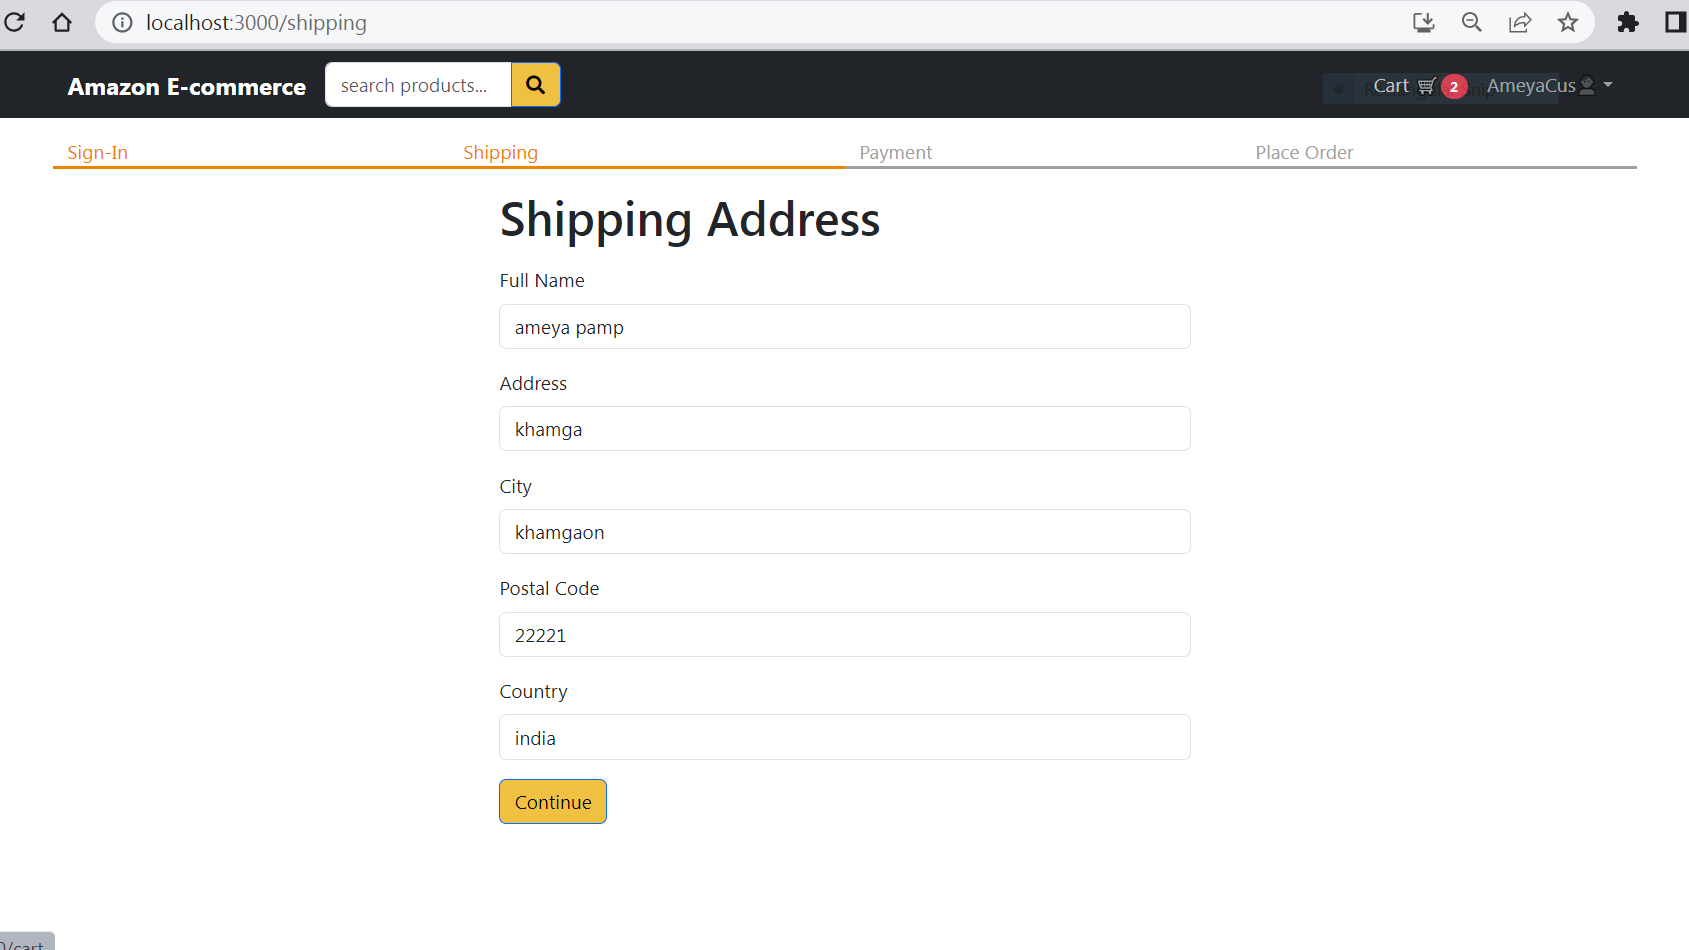 localhost:3000/shipping
Amazon E-commerce search products... Cart 2 AmeyaCus
Sign-In Shipping Payment Place Order
Shipping Address
Full Name
ameya pamp
Address
khamga
City
khamgaon
Postal Code
22221
Country
india
Continue
/cart